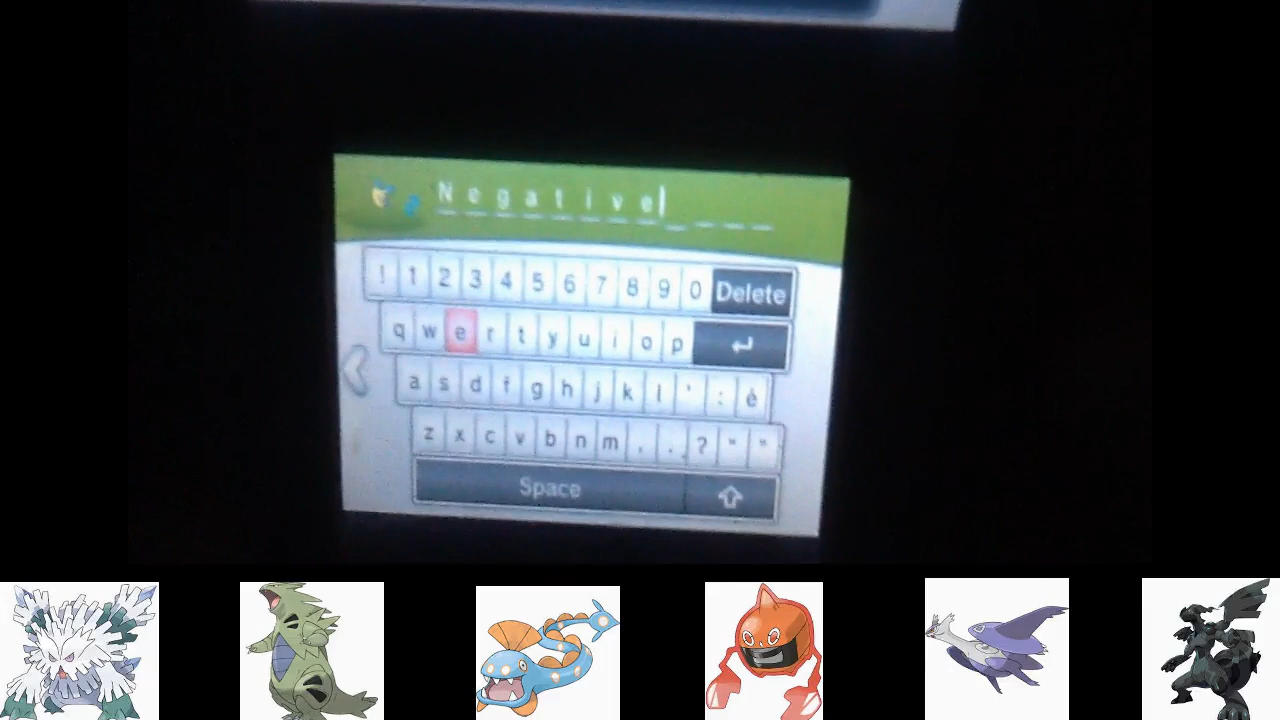 Negative
! 1 2 3 4 5 6 7 8 9 0 Delete
q w e r t y u i o p
a s d f g h j k l ' : é
z x c v b n m , . ? “ ”
Space